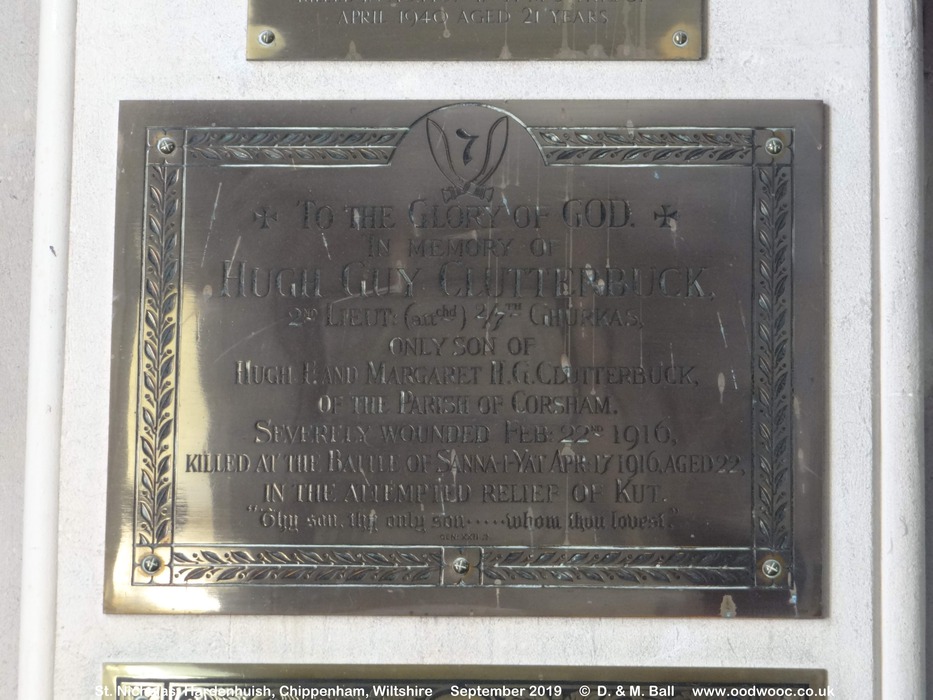 APRIL 1940 AGED 21 YEARS
7
✠ TO THE GLORY OF GOD. ✠
IN MEMORY OF
HUGH GUY CLUTTERBUCK,
2ND LIEUT: (attchd) 2/7TH GHURKAS,
ONLY SON OF
HUGH F. AND MARGARET H.G. CLUTTERBUCK,
OF THE PARISH OF CORSHAM.
SEVERELY WOUNDED FEB: 22ND 1916,
KILLED AT THE BATTLE OF SANNA-I-YAT APR: 17 1916, AGED 22,
IN THE ATTEMPTED RELIEF OF KUT.
"Thy son, thy only son.....whom thou lovest."
GEN: XXII.2.
St. Nicholas, Hardenhuish, Chippenham, Wiltshire September 2019 © D. & M. Ball www.oodwooc.co.uk